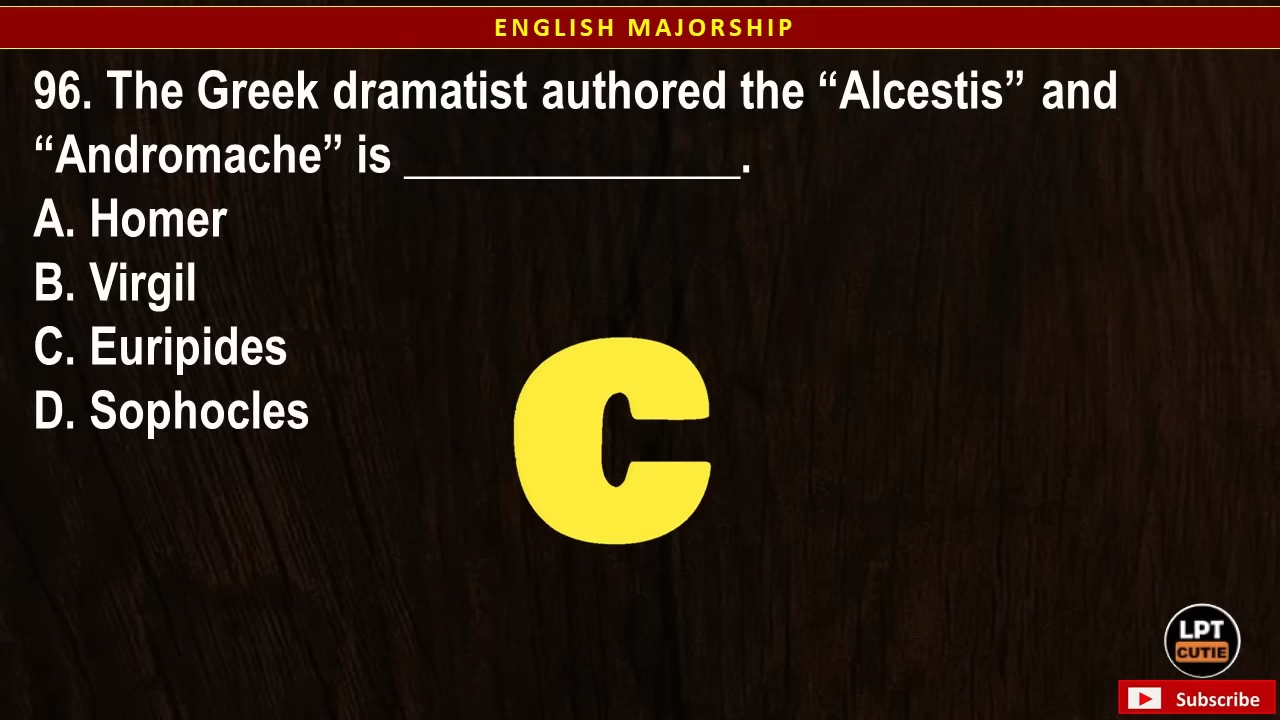 ENGLISH MAJORSHIP
96. The Greek dramatist authored the “Alcestis” and
“Andromache” is _______________.
A. Homer
B. Virgil
C. Euripides
D. Sophocles
C
LPT
CUTIE
Subscribe